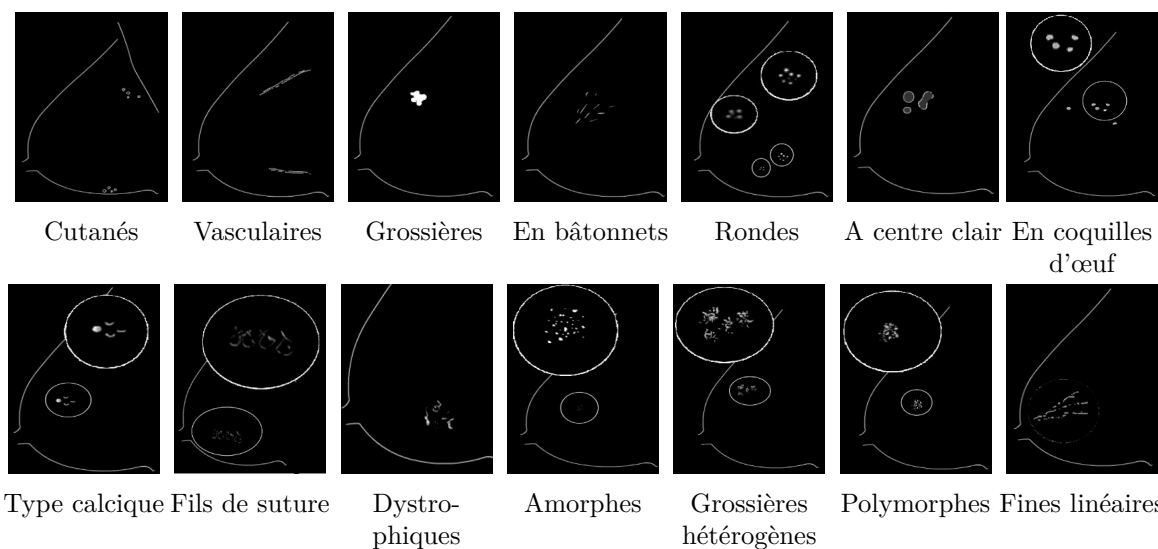 Cutanés Vasculaires Grossières En bâtonnets Rondes A centre clair En coquilles
d'œuf
Type calcique Fils de suture Dystro- Amorphes Grossières Polymorphes Fines linéaires
phiques hétérogènes